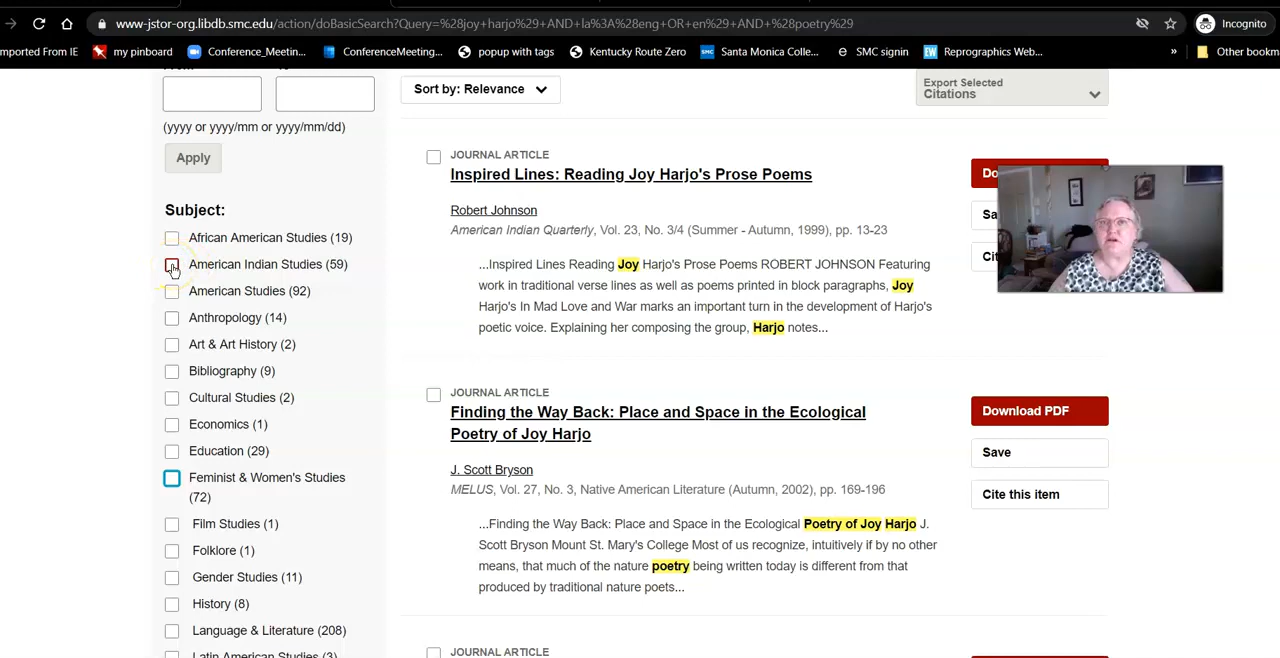 www-jstor-org.libdb.smc.edu/action/doBasicSearch?Query=%28joy+harjo%29+AND+la%3A%28eng+OR+en%29+AND+%28poetry%29
Incognito
mported From IE
my pinboard
Conference_Meetin...
ConferenceMeeting...
popup with tags
Kentucky Route Zero
SMC
Santa Monica Colle...
e SMC signin
EW
Reprographics Web...
»
Other bookm
(yyyy or yyyy/mm or yyyy/mm/dd)
Apply
Subject:
African American Studies (19)
American Indian Studies (59)
American Studies (92)
Anthropology (14)
Art & Art History (2)
Bibliography (9)
Cultural Studies (2)
Economics (1)
Education (29)
Feminist & Women's Studies
(72)
Film Studies (1)
Folklore (1)
Gender Studies (11)
History (8)
Language & Literature (208)
Latin American Studies (3)
Sort by: Relevance
Export Selected
Citations
JOURNAL ARTICLE
Inspired Lines: Reading Joy Harjo's Prose Poems
Robert Johnson
American Indian Quarterly, Vol. 23, No. 3/4 (Summer - Autumn, 1999), pp. 13-23
...Inspired Lines Reading Joy Harjo's Prose Poems ROBERT JOHNSON Featuring
work in traditional verse lines as well as poems printed in block paragraphs, Joy
Harjo's In Mad Love and War marks an important turn in the development of Harjo's
poetic voice. Explaining her composing the group, Harjo notes...
Do
Sa
Cit
JOURNAL ARTICLE
Finding the Way Back: Place and Space in the Ecological
Poetry of Joy Harjo
J. Scott Bryson
MELUS, Vol. 27, No. 3, Native American Literature (Autumn, 2002), pp. 169-196
...Finding the Way Back: Place and Space in the Ecological Poetry of Joy Harjo J.
Scott Bryson Mount St. Mary's College Most of us recognize, intuitively if by no other
means, that much of the nature poetry being written today is different from that
produced by traditional nature poets...
Download PDF
Save
Cite this item
JOURNAL ARTICLE